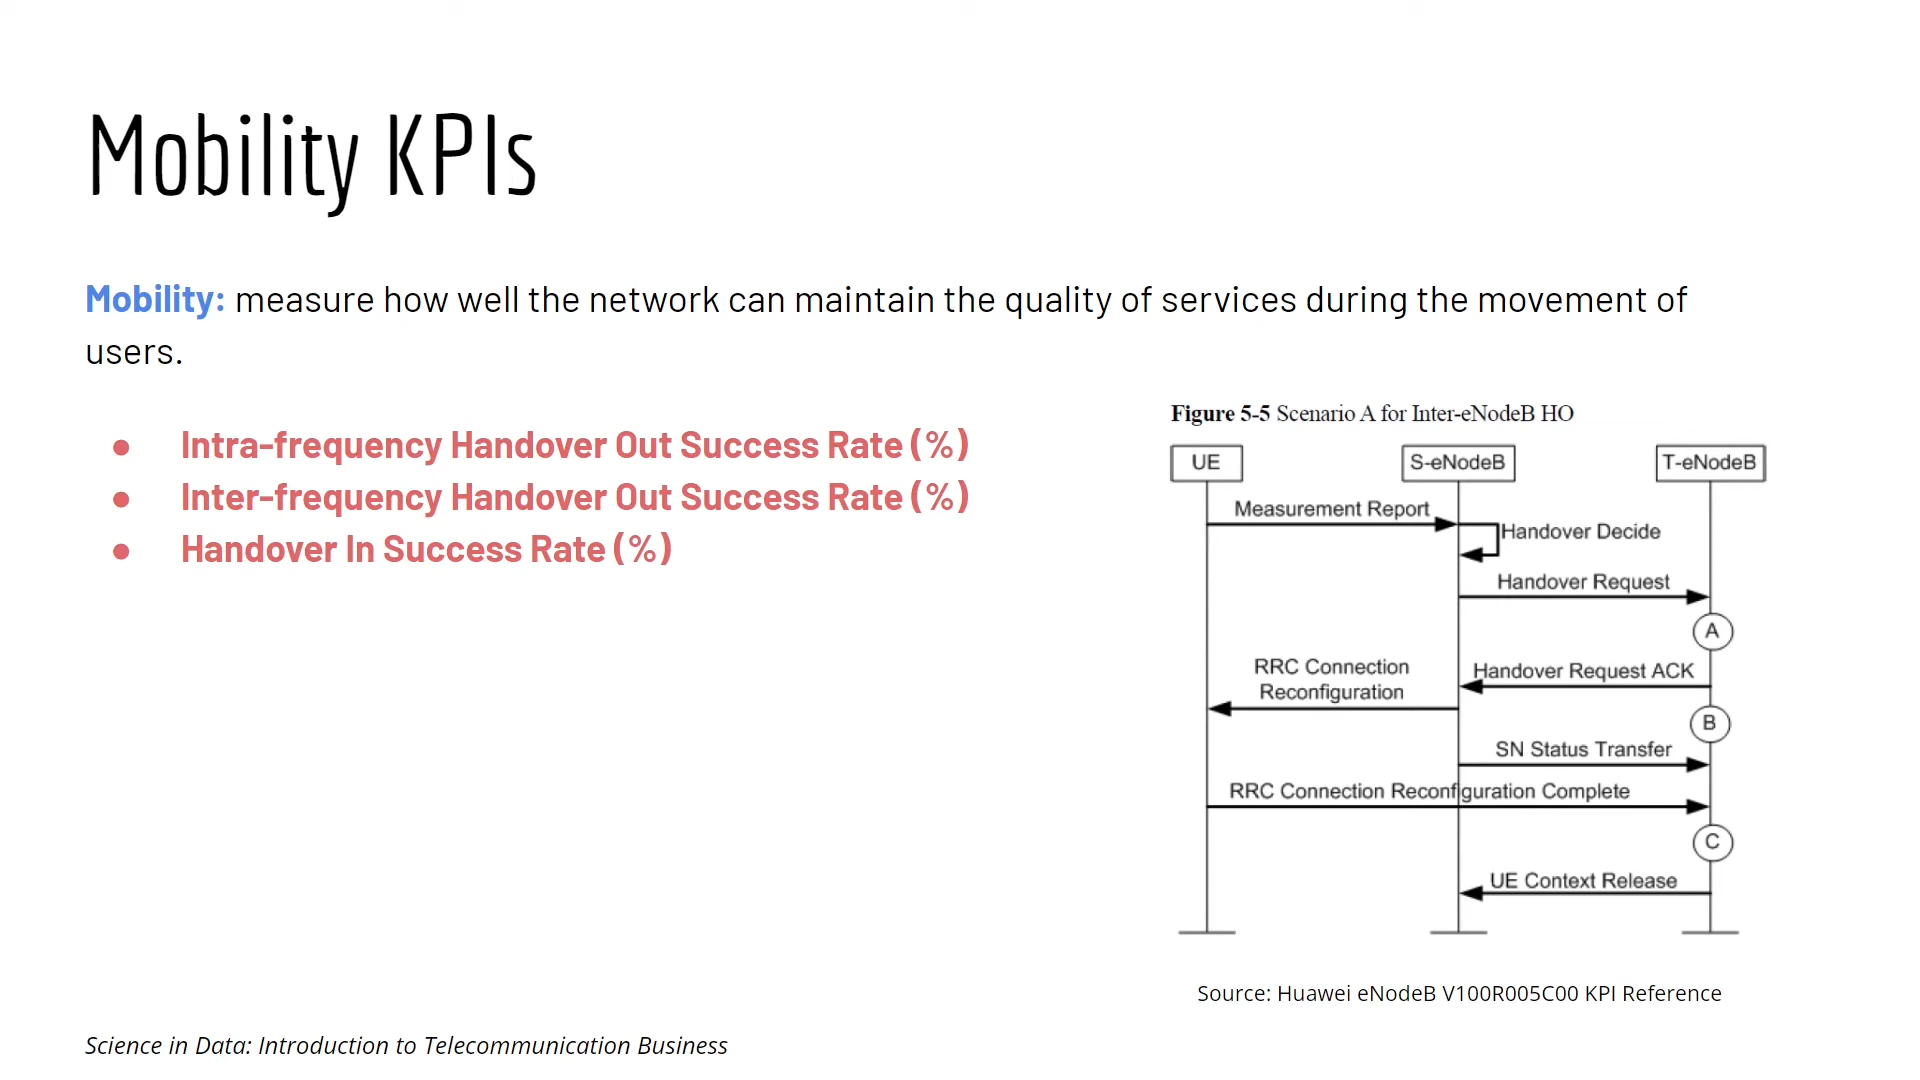 Mobility KPIs
Mobility: measure how well the network can maintain the quality of services during the movement of
users.
● Intra-frequency Handover Out Success Rate (%)
● Inter-frequency Handover Out Success Rate (%)
● Handover In Success Rate (%)
Figure 5-5 Scenario A for Inter-eNodeB HO
UE S-eNodeB T-eNodeB
Measurement Report
Handover Decide
Handover Request
A
RRC Connection
Reconfiguration
Handover Request ACK
B
SN Status Transfer
RRC Connection Reconfiguration Complete
C
UE Context Release
Source: Huawei eNodeB V100R005C00 KPI Reference
Science in Data: Introduction to Telecommunication Business